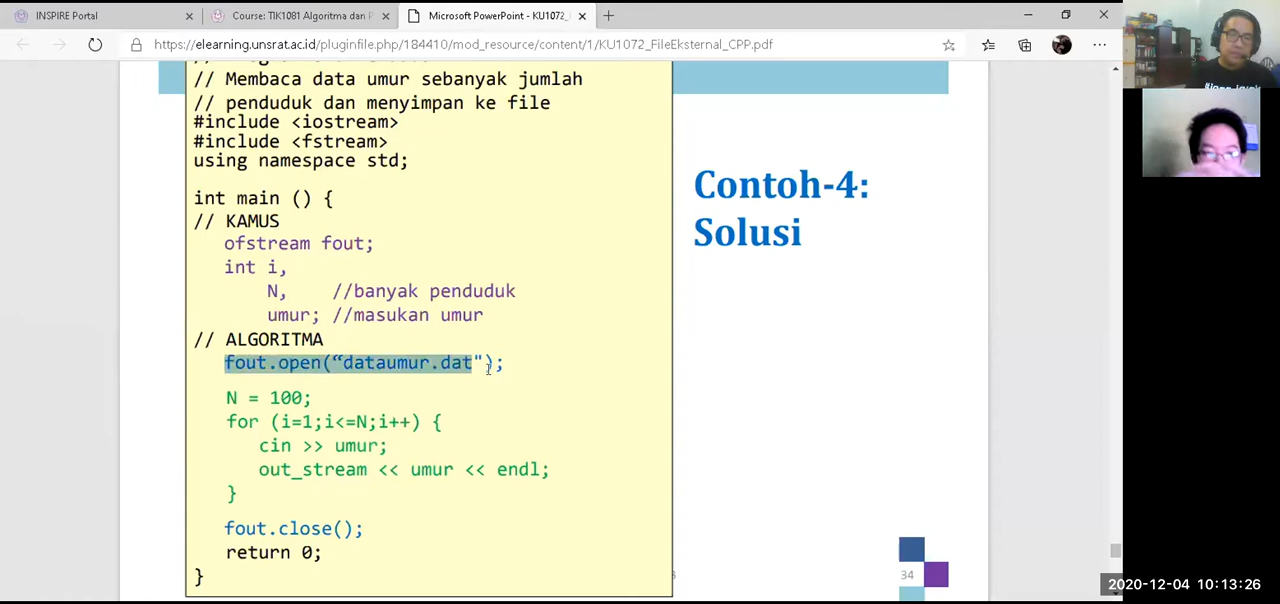 INSPIRE Portal
Course: TIK1081 Algoritma dan P
Microsoft PowerPoint - KU1072_
https://elearning.unsrat.ac.id/pluginfile.php/184410/mod_resource/content/1/KU1072_FileEksternal_CPP.pdf
// Membaca data umur sebanyak jumlah
// penduduk dan menyimpan ke file
#include <iostream>
#include <fstream>
using namespace std;
int main () {
// KAMUS
ofstream fout;
int i,
N, //banyak penduduk
umur; //masukan umur
// ALGORITMA
fout.open(“dataumur.dat");
N = 100;
for (i=1;i<=N;i++) {
cin >> umur;
out_stream << umur << endl;
}
fout.close();
return 0;
}
Contoh-4:
Solusi
34
2020-12-04 10:13:26